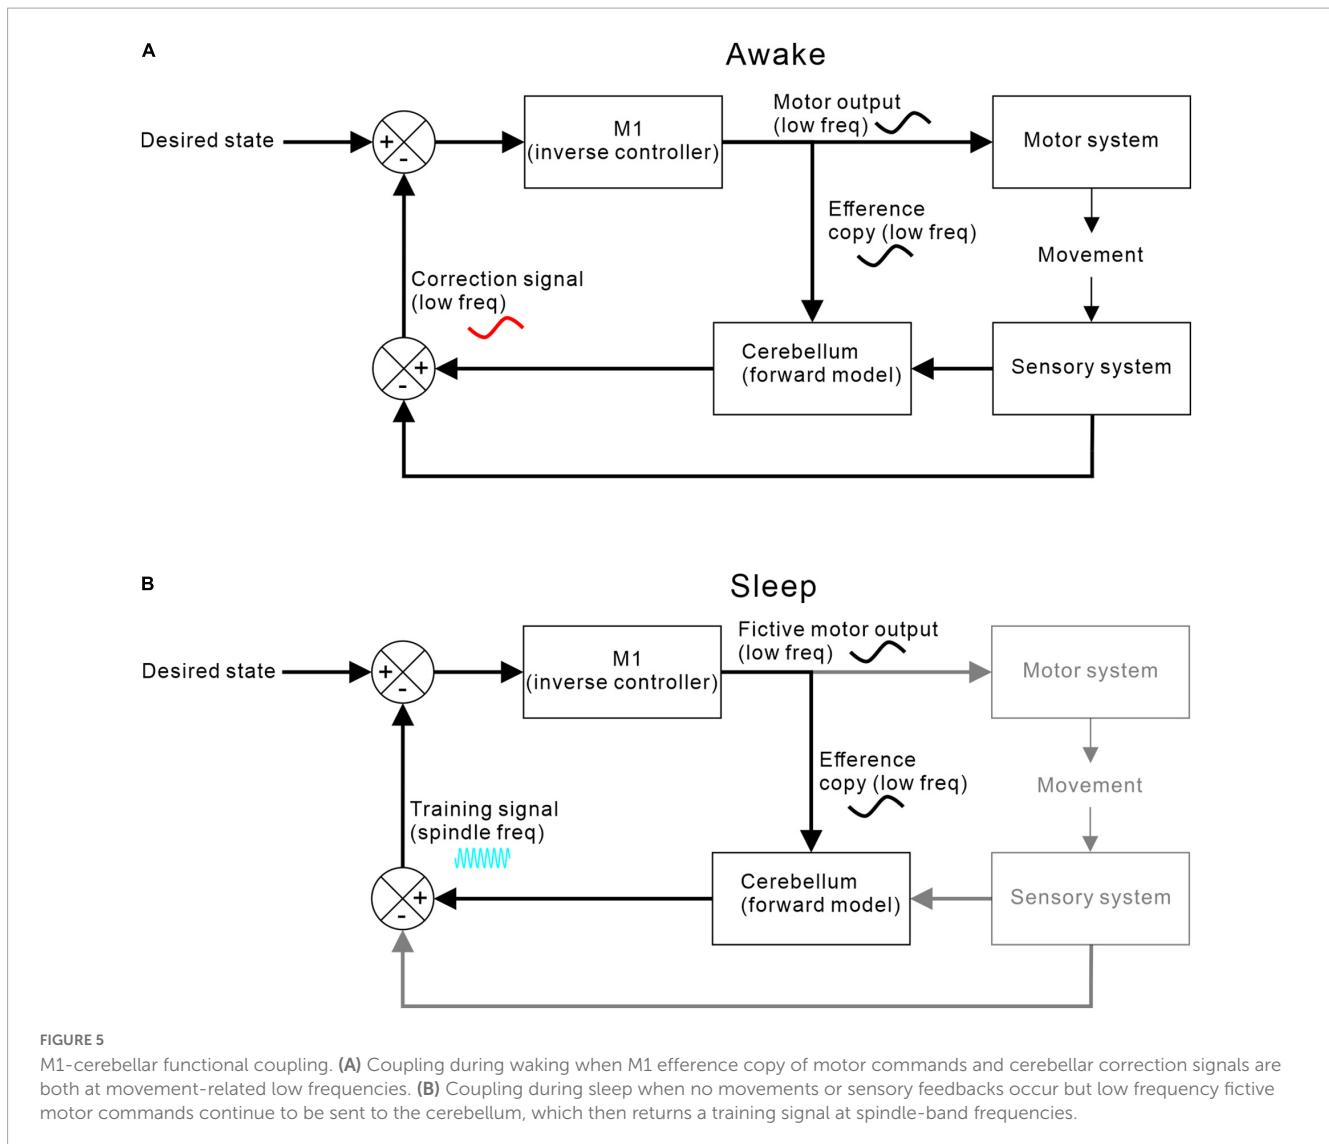 A
Awake
Desired state
+
-
M1
(inverse controller)
Motor output
(low freq)
Motor system
Efference
copy (low freq)
Movement
Correction signal
(low freq)
+
-
Cerebellum
(forward model)
Sensory system
B
Sleep
Desired state
+
-
M1
(inverse controller)
Fictive motor output
(low freq)
Motor system
Efference
copy (low freq)
Movement
Training signal
(spindle freq)
+
-
Cerebellum
(forward model)
Sensory system
FIGURE 5
M1-cerebellar functional coupling. (A) Coupling during waking when M1 efference copy of motor commands and cerebellar correction signals are
both at movement-related low frequencies. (B) Coupling during sleep when no movements or sensory feedbacks occur but low frequency fictive
motor commands continue to be sent to the cerebellum, which then returns a training signal at spindle-band frequencies.